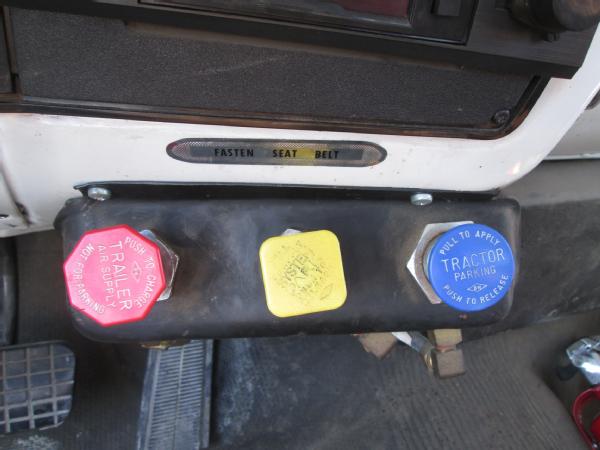 FASTEN SEAT BELT
PUSH TO CHARGE
TRAILER
AIR SUPPLY
NOT FOR PARKING
SYSTEM
PULL TO APPLY
TRACTOR
PARKING
PUSH TO RELEASE